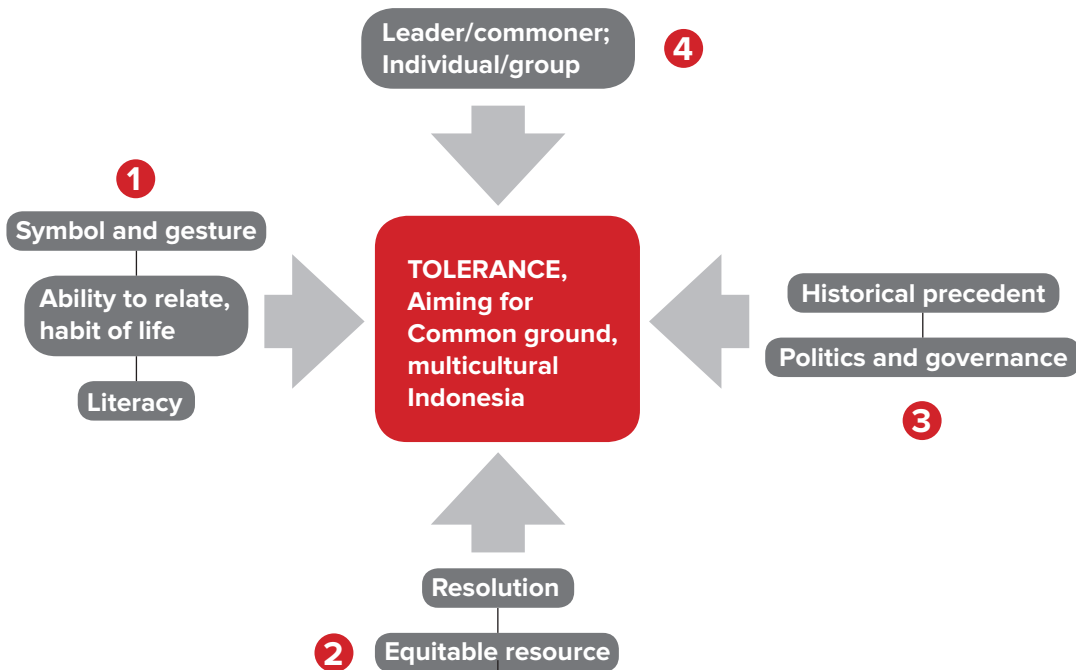 Leader/commoner;
Individual/group
4
1
Symbol and gesture
Ability to relate,
habit of life
Literacy
TOLERANCE,
Aiming for
Common ground,
multicultural
Indonesia
Historical precedent
Politics and governance
3
Resolution
2
Equitable resource